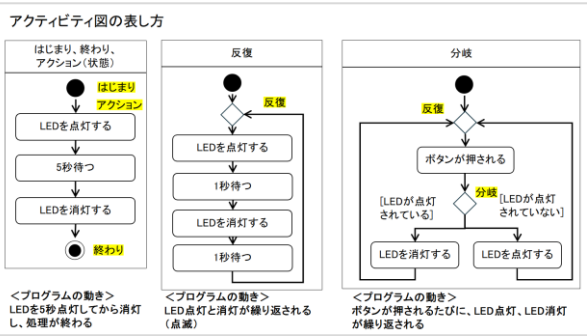 アクティビティ図の表し方
はじまり、終わり、
アクション（状態）
はじまり
アクション
LEDを点灯する
5秒待つ
LEDを消灯する
終わり
＜プログラムの動き＞
LEDを5秒点灯してから消灯
し、処理が終わる
反復
反復
LEDを点灯する
1秒待つ
LEDを消灯する
1秒待つ
＜プログラムの動き＞
LED点灯と消灯が繰り返される
（点滅）
分岐
反復
ボタンが押される
分岐
[LEDが点灯
されている]
[LEDが点灯
されていない]
LEDを消灯する
LEDを点灯する
＜プログラムの動き＞
ボタンが押されるたびに、LED点灯、LED消灯
が繰り返される